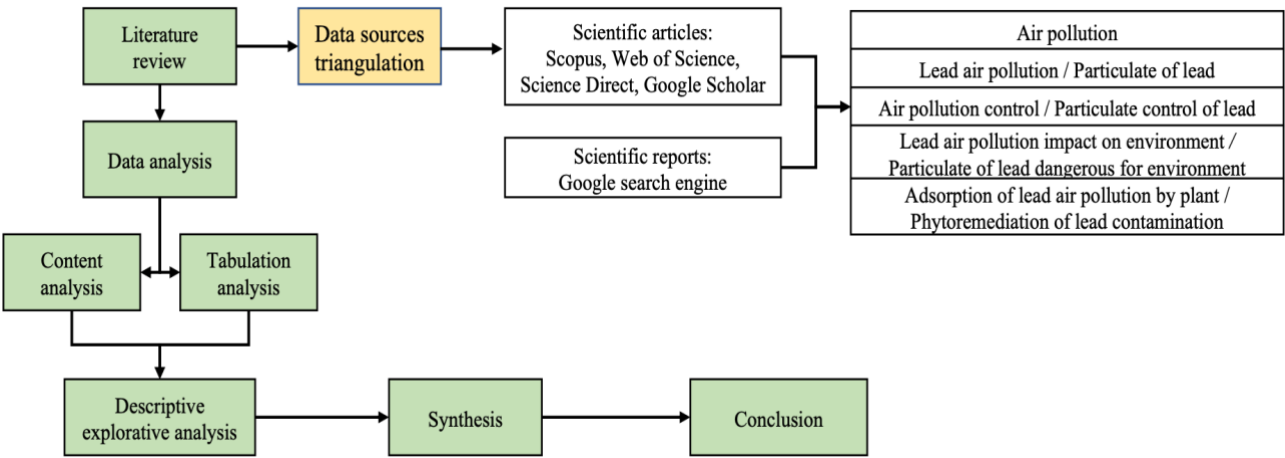 Literature
review
Data sources
triangulation
Scientific articles:
Scopus, Web of Science,
Science Direct, Google Scholar
Scientific reports:
Google search engine
Air pollution
Lead air pollution / Particulate of lead
Air pollution control / Particulate control of lead
Lead air pollution impact on environment /
Particulate of lead dangerous for environment
Adsorption of lead air pollution by plant /
Phytoremediation of lead contamination
Data analysis
Content
analysis
Tabulation
analysis
Descriptive
explorative analysis
Synthesis
Conclusion